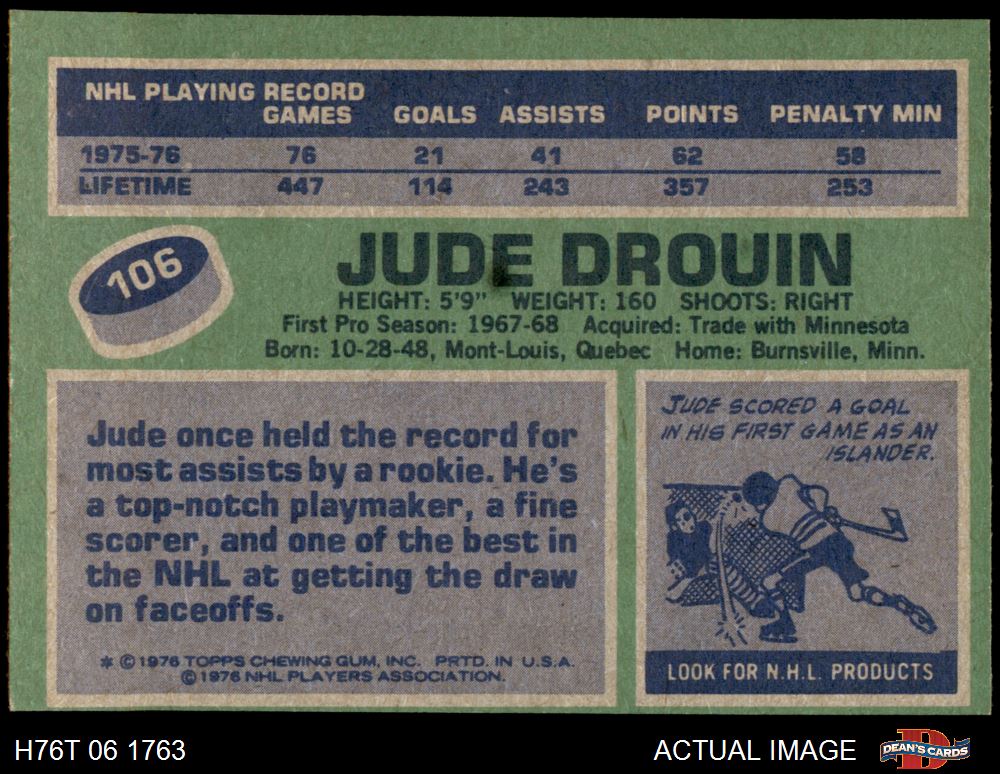 NHL PLAYING RECORD
GAMES GOALS ASSISTS POINTS PENALTY MIN
1975-76 76 21 41 62 58
LIFETIME 447 114 243 357 253
106
JUDE DROUIN
HEIGHT: 5'9" WEIGHT: 160 SHOOTS: RIGHT
First Pro Season: 1967-68 Acquired: Trade with Minnesota
Born: 10-28-48, Mont-Louis, Quebec Home: Burnsville, Minn.
Jude once held the record for
most assists by a rookie. He's
a top-notch playmaker, a fine
scorer, and one of the best in
the NHL at getting the draw
on faceoffs.
* © 1976 TOPPS CHEWING GUM, INC. PRTD. IN U.S.A.
© 1976 NHL PLAYERS ASSOCIATION.
JUDE SCORED A GOAL
IN HIS FIRST GAME AS AN
ISLANDER.
LOOK FOR N.H.L. PRODUCTS
H76T 06 1763
ACTUAL IMAGE
DEAN'S CARDS